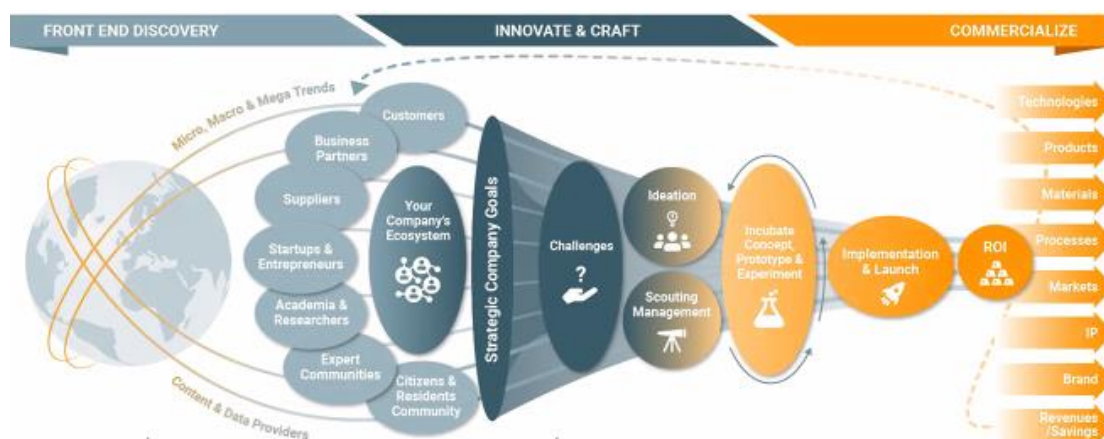 FRONT END DISCOVERY
INNOVATE & CRAFT
COMMERCIALIZE
Micro, Macro & Mega Trends
Customers
Business
Partners
Suppliers
Startups &
Entrepreneurs
Academia &
Researchers
Expert
Communities
Citizens &
Residents
Community
Content & Data Providers
Your
Company's
Ecosystem
Strategic Company Goals
Challenges
?
Ideation
Scouting
Management
Incubate
Concept,
Prototype &
Experiment
Implementation
& Launch
ROI
Technologies
Products
Materials
Processes
Markets
IP
Brand
Revenues
/Savings